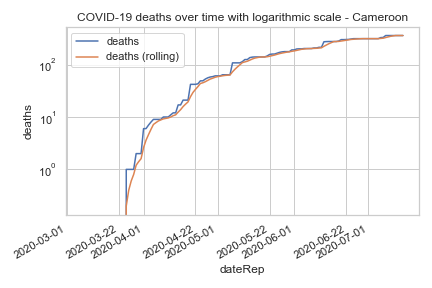 COVID-19 deaths over time with logarithmic scale - Cameroon
deaths
deaths (rolling)
10²
10¹
10⁰
deaths
2020-03-01
2020-03-22
2020-04-01
2020-04-22
2020-05-01
2020-05-22
2020-06-01
2020-06-22
2020-07-01
dateRep